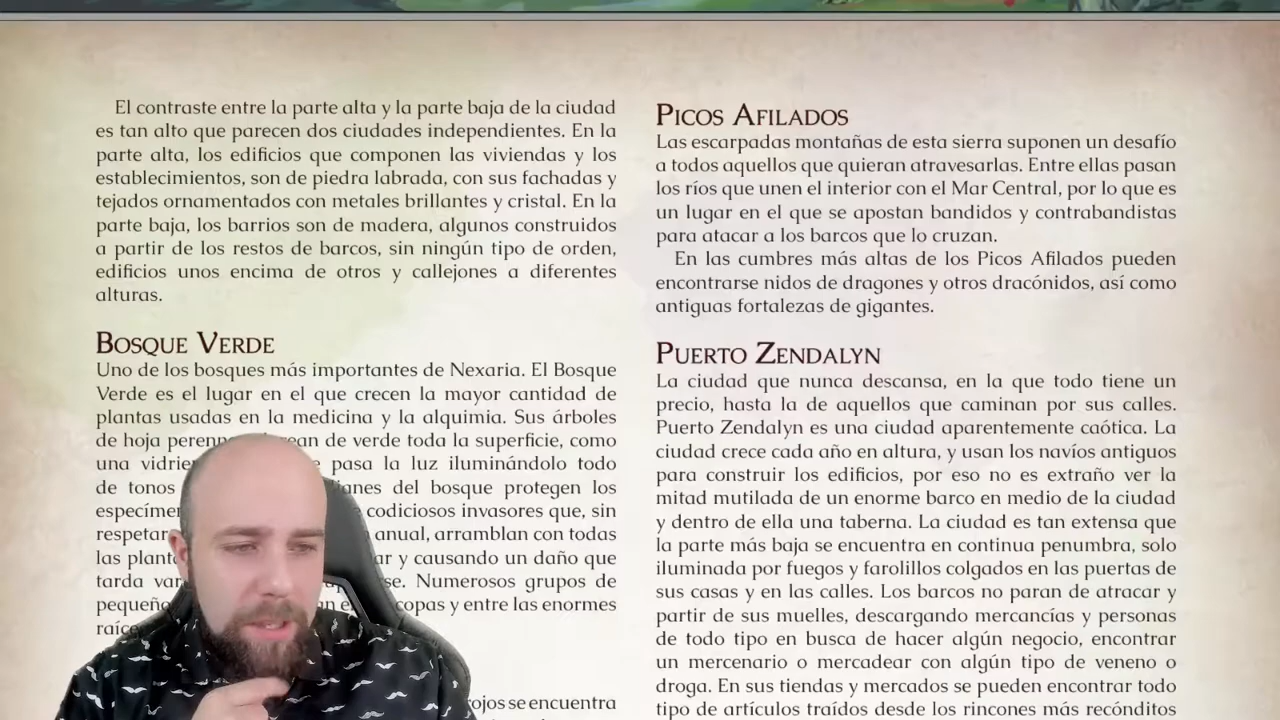 El contraste entre la parte alta y la parte baja de la ciudad
es tan alto que parecen dos ciudades independientes. En la
parte alta, los edificios que componen las viviendas y los
establecimientos, son de piedra labrada, con sus fachadas y
tejados ornamentados con metales brillantes y cristal. En la
parte baja, los barrios son de madera, algunos construidos
a partir de los restos de barcos, sin ningún tipo de orden,
edificios unos encima de otros y callejones a diferentes
alturas.
Bosque Verde
Uno de los bosques más importantes de Nexaria. El Bosque
Verde es el lugar en el que crecen la mayor cantidad de
plantas usadas en la medicina y la alquimia. Sus árboles
de hoja de verde toda la superficie, como
una pasa la luz iluminándolo todo
de tonos del bosque protegen los
codiciosos invasores que, sin
anual, arramblan con todas
las y causando un daño que
tarda Numerosos grupos de
copas y entre las enormes
se encuentra
Picos Afilados
Las escarpadas montañas de esta sierra suponen un desafío
a todos aquellos que quieran atravesarlas. Entre ellas pasan
los ríos que unen el interior con el Mar Central, por lo que es
un lugar en el que se apostan bandidos y contrabandistas
para atacar a los barcos que lo cruzan.
En las cumbres más altas de los Picos Afilados pueden
encontrarse nidos de dragones y otros dracónidos, así como
antiguas fortalezas de gigantes.
Puerto Zendalyn
La ciudad que nunca descansa, en la que todo tiene un
precio, hasta la de aquellos que caminan por sus calles.
Puerto Zendalyn es una ciudad aparentemente caótica. La
ciudad crece cada año en altura, y usan los navíos antiguos
para construir los edificios, por eso no es extraño ver la
mitad mutilada de un enorme barco en medio de la ciudad
y dentro de ella una taberna. La ciudad es tan extensa que
la parte más baja se encuentra en continua penumbra, solo
iluminada por fuegos y farolillos colgados en las puertas de
sus casas y en las calles. Los barcos no paran de atracar y
partir de sus muelles, descargando mercancías y personas
de todo tipo en busca de hacer algún negocio, encontrar
un mercenario o mercadear con algún tipo de veneno o
droga. En sus tiendas y mercados se pueden encontrar todo
tipo de artículos traídos desde los rincones más recónditos